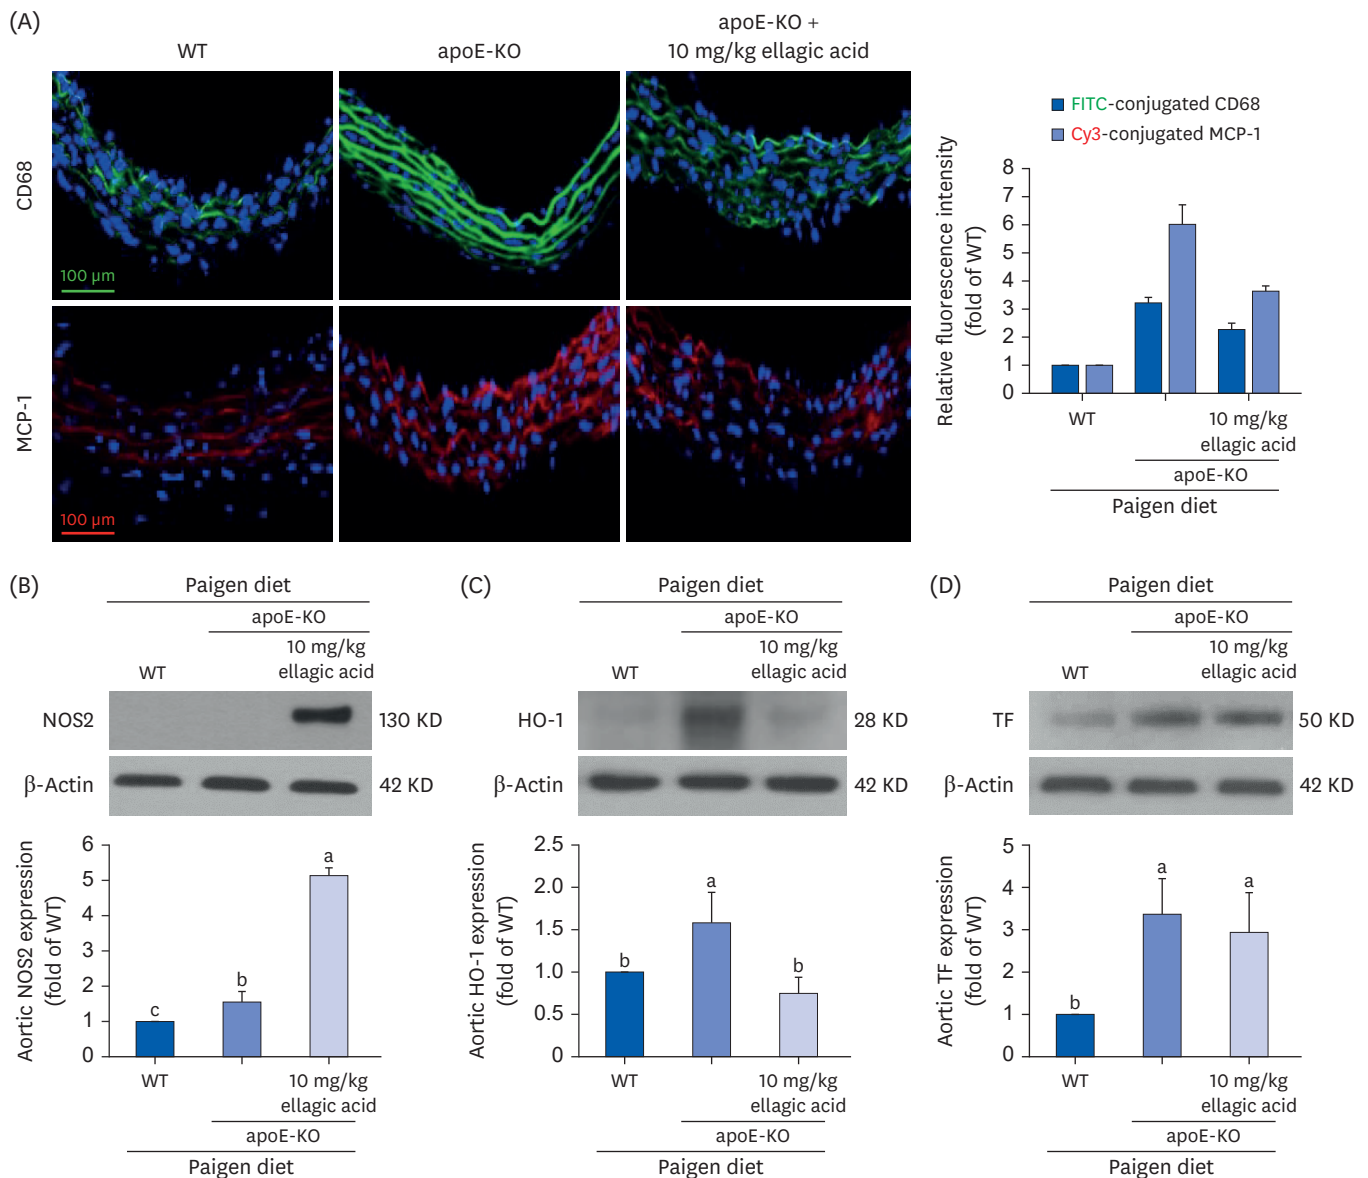 (A)
WT
apoE-KO
apoE-KO +
10 mg/kg ellagic acid
CD68
100 µm
MCP-1
100 µm
FITC-conjugated CD68
Cy3-conjugated MCP-1
Relative fluorescence intensity
(fold of WT)
8
7
6
5
4
3
2
1
0
WT
10 mg/kg
ellagic acid
apoE-KO
Paigen diet
(B)
Paigen diet
apoE-KO
10 mg/kg
WT
ellagic acid
NOS2
130 KD
β-Actin
42 KD
Aortic NOS2 expression
(fold of WT)
6
5
4
3
2
1
0
c
b
a
WT
10 mg/kg
ellagic acid
apoE-KO
Paigen diet
(C)
Paigen diet
apoE-KO
10 mg/kg
WT
ellagic acid
HO-1
28 KD
β-Actin
42 KD
Aortic HO-1 expression
(fold of WT)
2.5
2.0
1.5
1.0
0.5
0
b
a
b
WT
10 mg/kg
ellagic acid
apoE-KO
Paigen diet
(D)
Paigen diet
apoE-KO
10 mg/kg
WT
ellagic acid
TF
50 KD
β-Actin
42 KD
Aortic TF expression
(fold of WT)
5
4
3
2
1
0
b
a
a
WT
10 mg/kg
ellagic acid
apoE-KO
Paigen diet